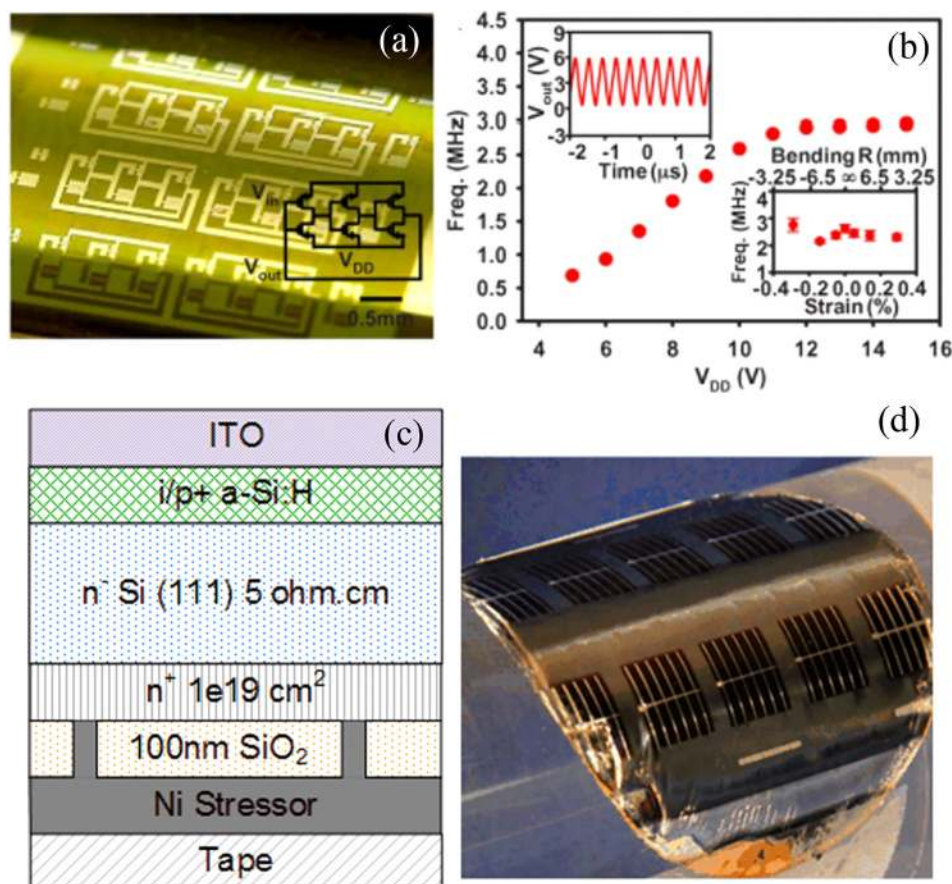 (a)
V_in
V_out
V_DD
0.5mm
(b)
4.5
4.0
3.5
3.0
2.5
2.0
1.5
1.0
0.5
0.0
Freq. (MHz)
4 6 8 10 12 14 16
V_DD (V)
9
6
3
0
-3
V_out (V)
-2 -1 0 1 2
Time (μs)
Bending R (mm)
-3.25 -6.5 ∞ 6.5 3.25
4
3
2
1
Freq. (MHz)
-0.4 -0.2 0.0 0.2 0.4
Strain (%)
(c)
ITO
i/p+ a-Si:H
n⁻ Si (111) 5 ohm.cm
n⁺ 1e19 cm²
100nm SiO₂
Ni Stressor
Tape
(d)